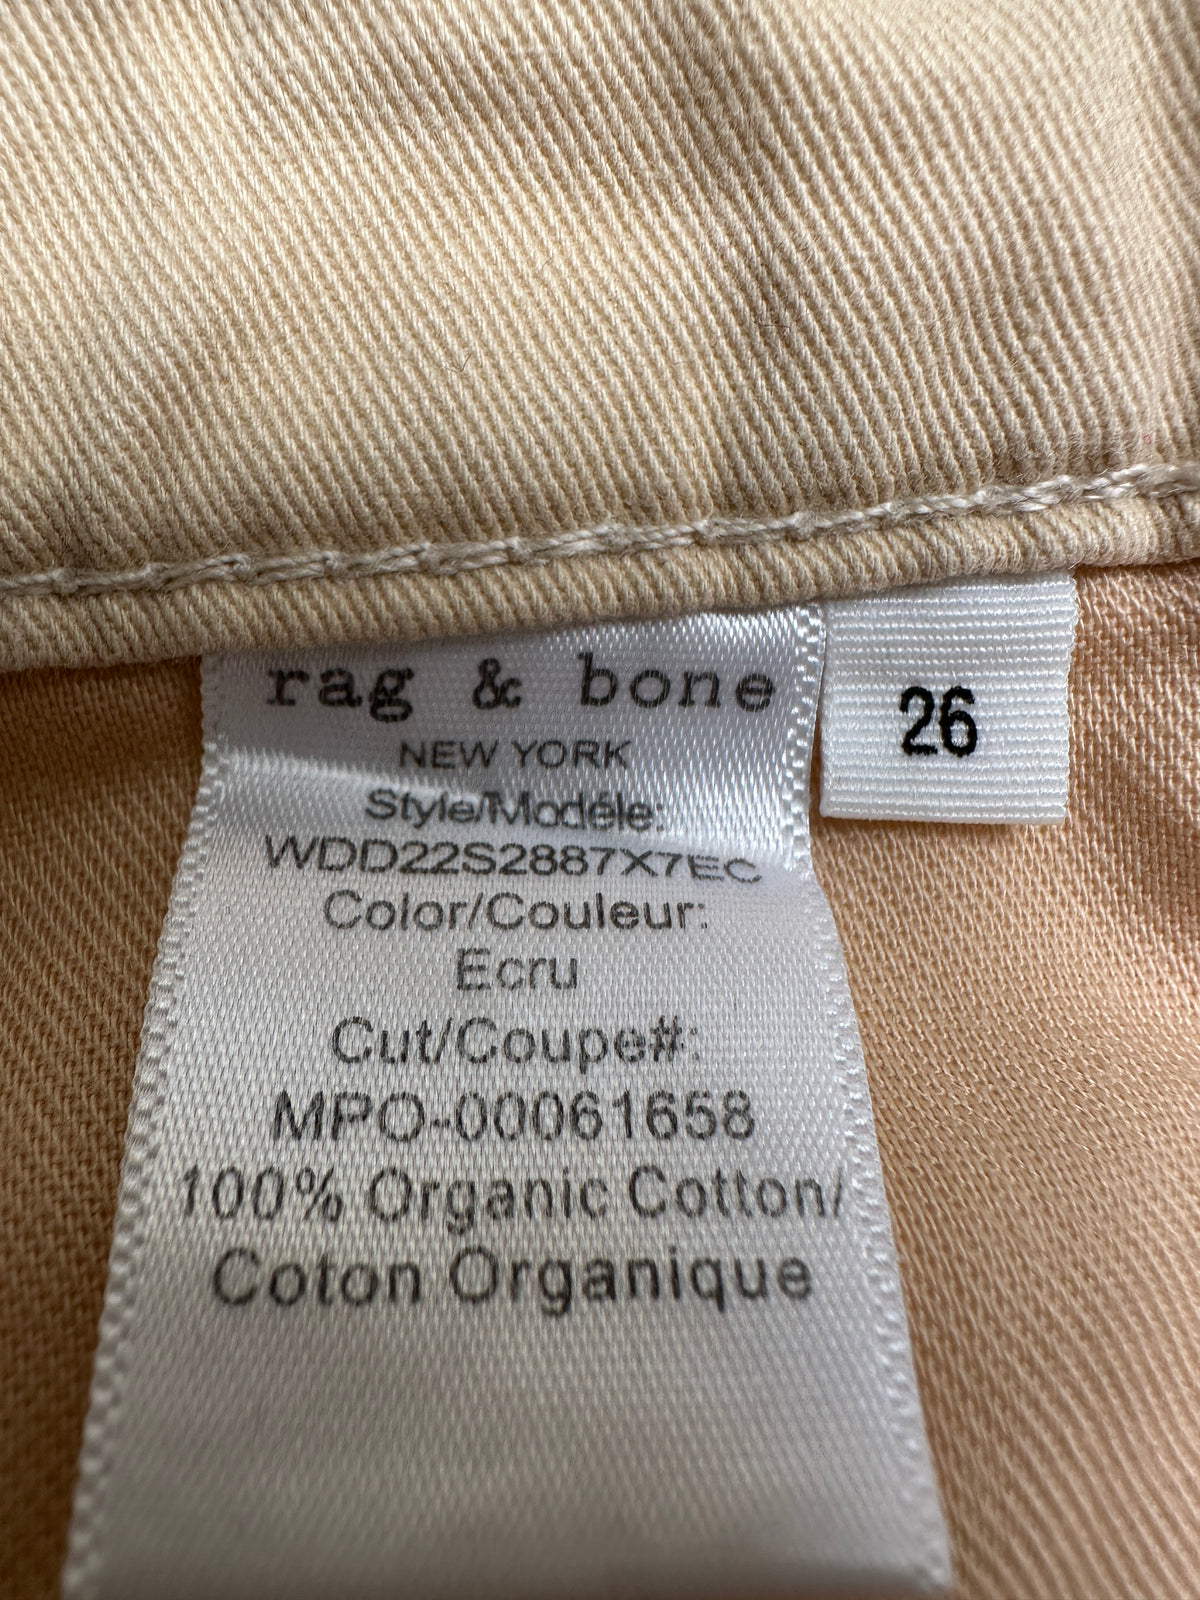 rag & bone
NEW YORK
26
Style/Modéle:
WDD22S2887X7EC
Color/Couleur:
Ecru
Cut/Coupe#:
MPO-00061658
100% Organic Cotton/
Coton Organique